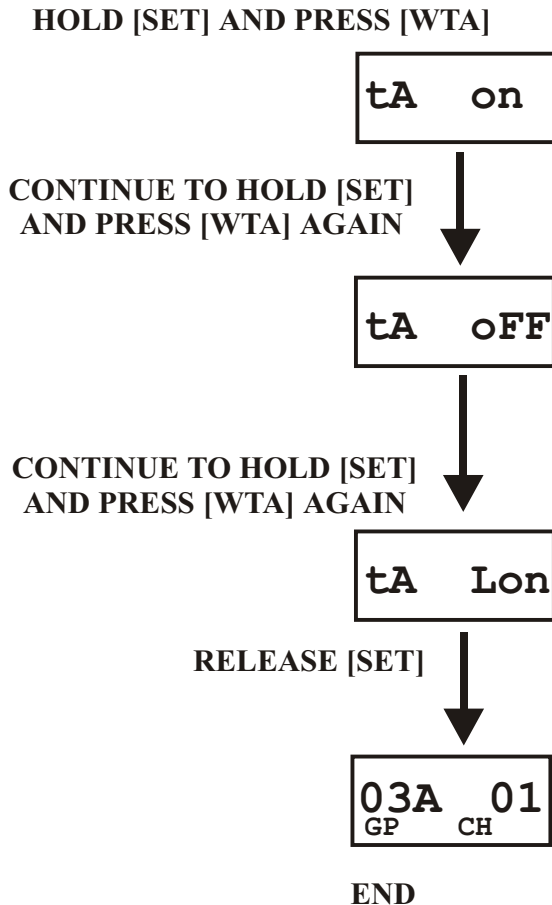 HOLD [SET] AND PRESS [WTA]
tA on
CONTINUE TO HOLD [SET]
AND PRESS [WTA] AGAIN
tA oFF
CONTINUE TO HOLD [SET]
AND PRESS [WTA] AGAIN
tA Lon
RELEASE [SET]
03A 01
GP CH
END